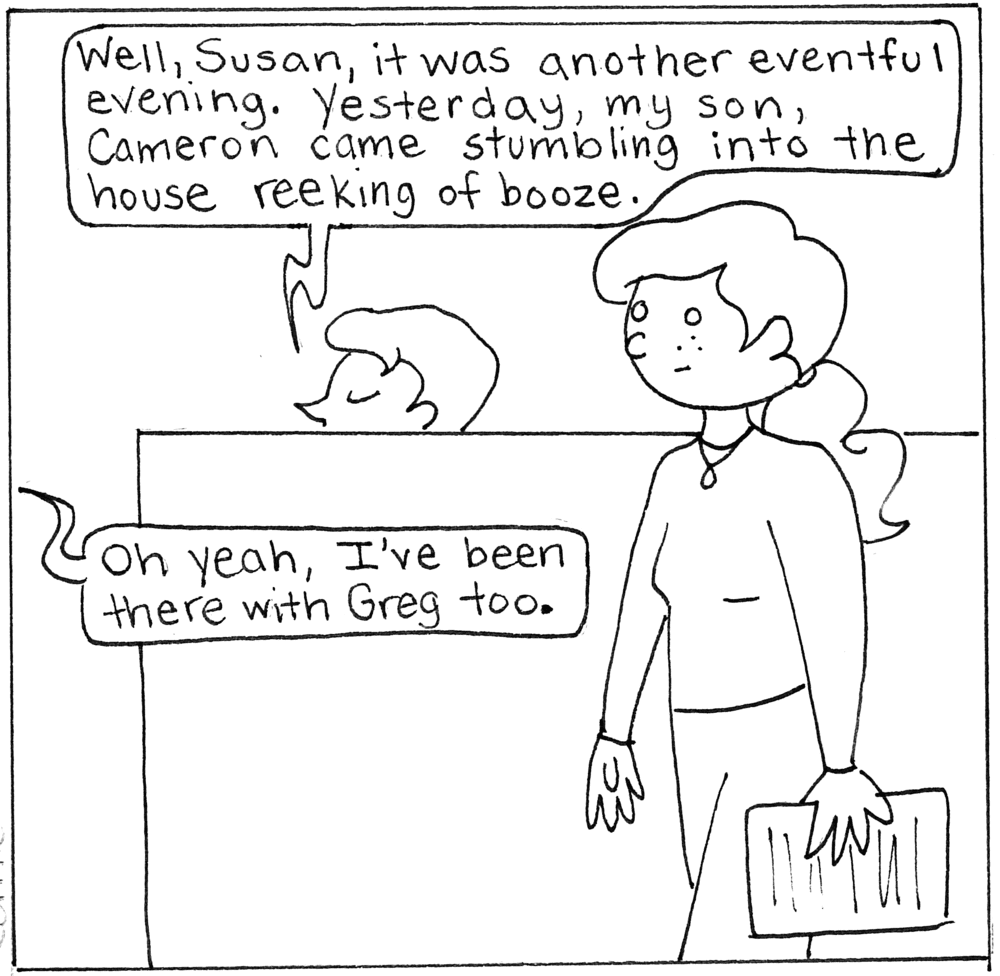 Well, Susan, it was another eventful
evening. Yesterday, my son,
Cameron came stumbling into the
house reeking of booze.
Oh yeah, I've been
there with Greg too.